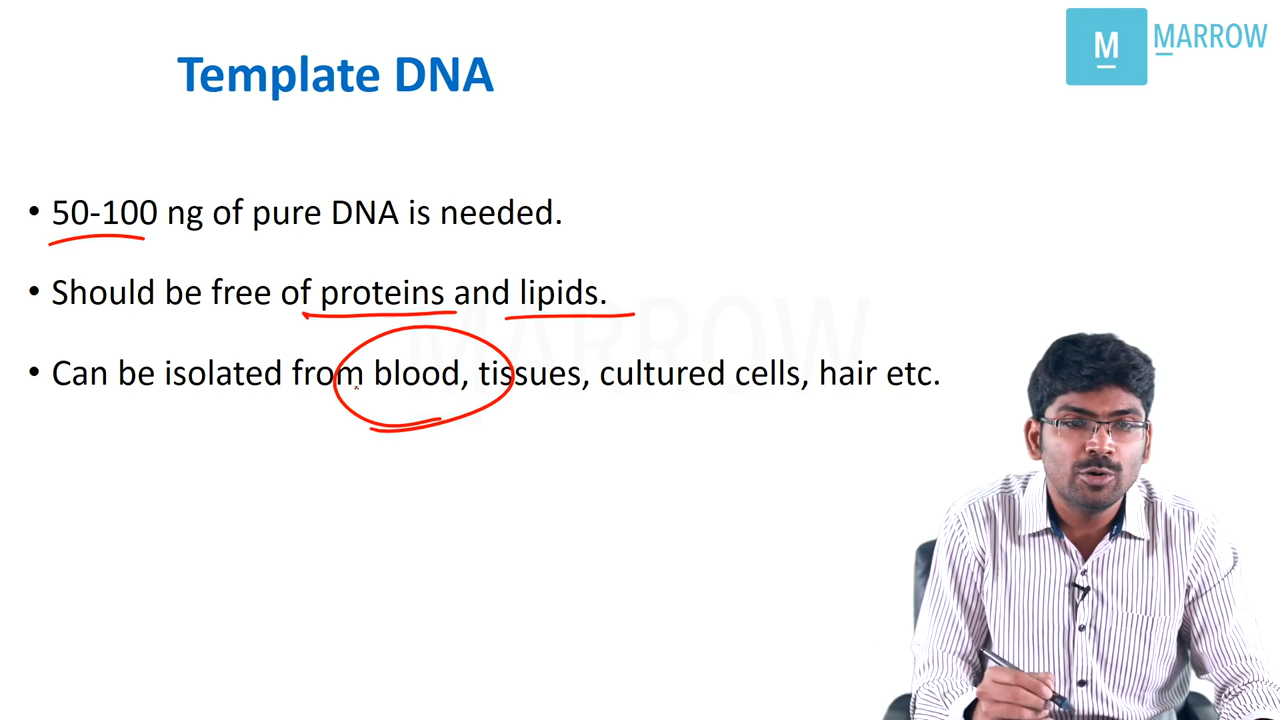 M MARROW
Template DNA
• 50-100 ng of pure DNA is needed.
• Should be free of proteins and lipids.
• Can be isolated from blood, tissues, cultured cells, hair etc.
MARROW